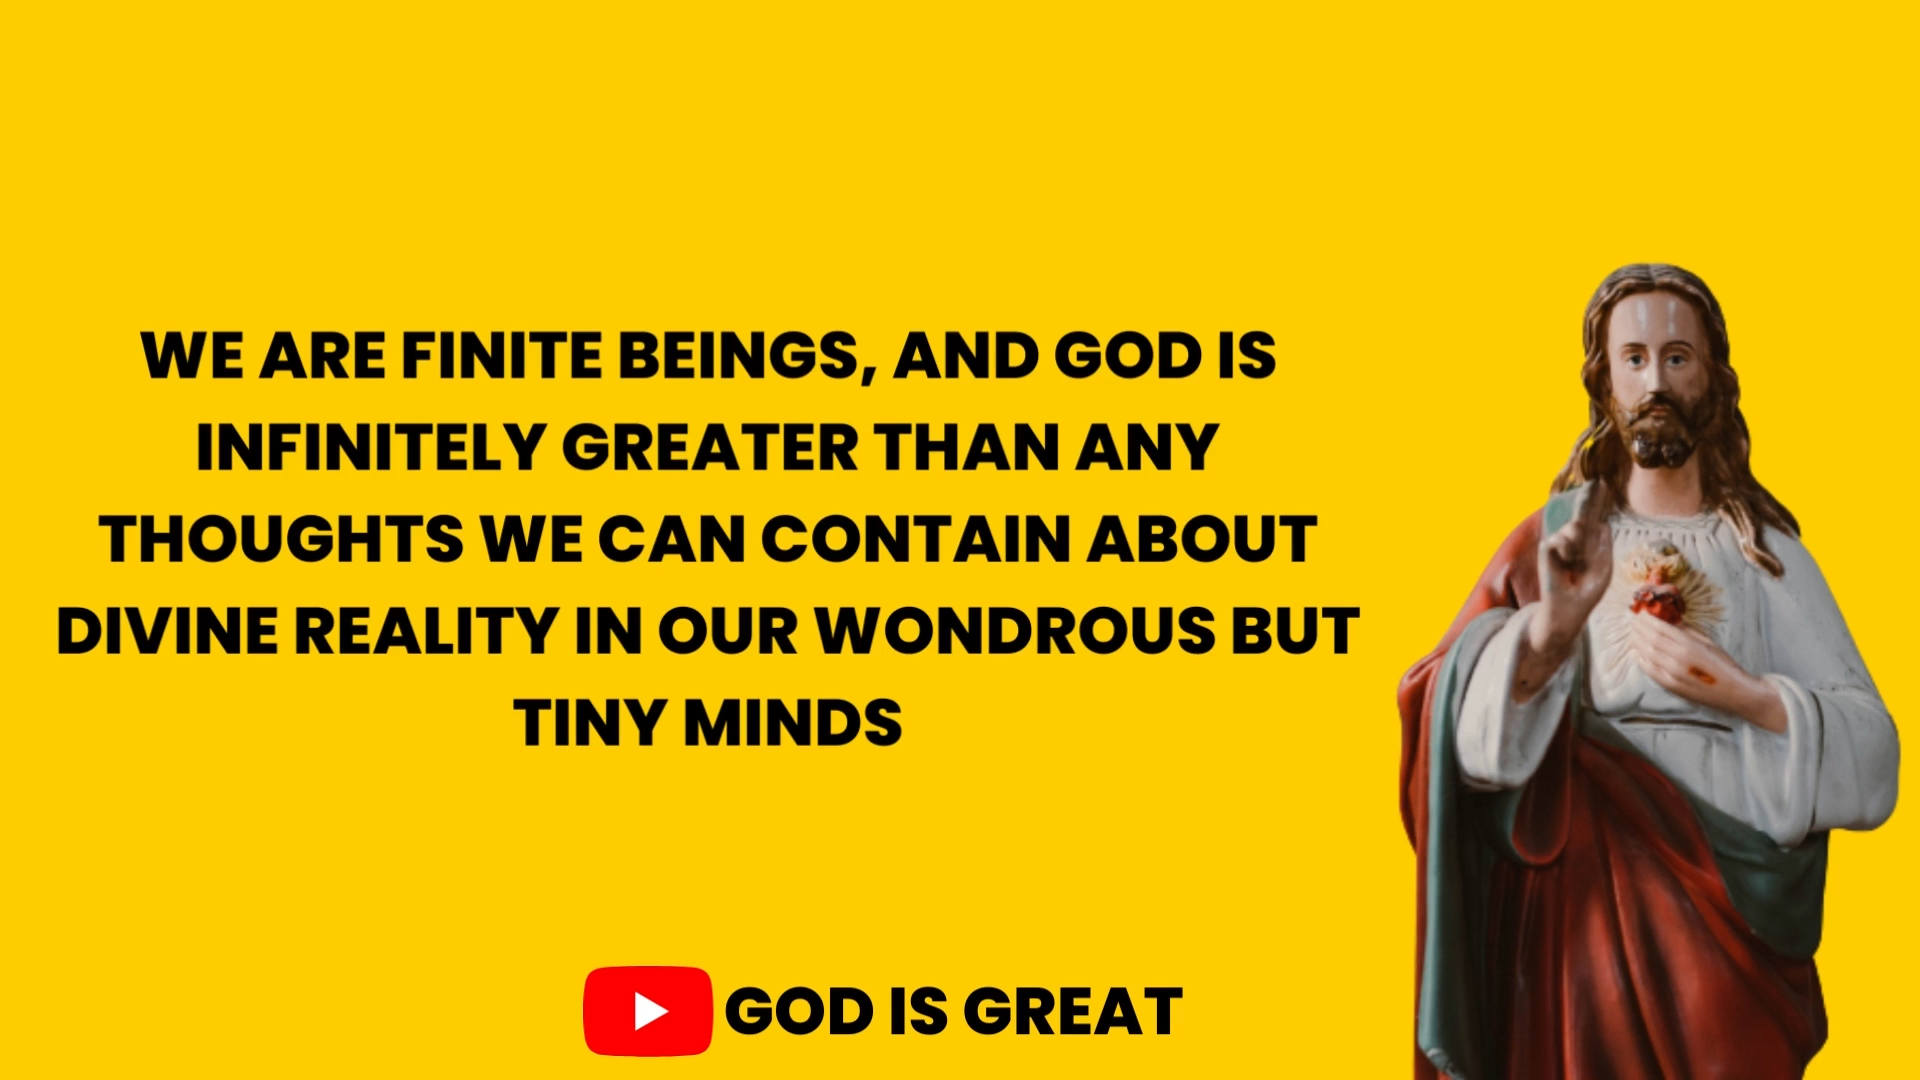 WE ARE FINITE BEINGS, AND GOD IS
INFINITELY GREATER THAN ANY
THOUGHTS WE CAN CONTAIN ABOUT
DIVINE REALITY IN OUR WONDROUS BUT
TINY MINDS
GOD IS GREAT